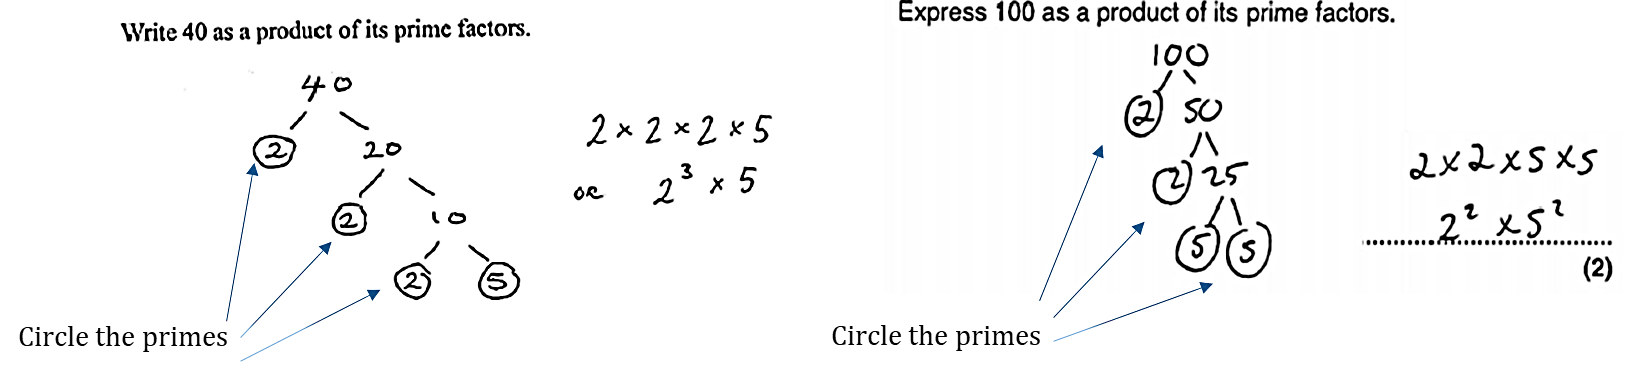 Write 40 as a product of its prime factors.
40
2 20
2 10
2 5
2 × 2 × 2 × 5
or 2³ × 5
Circle the primes
Express 100 as a product of its prime factors.
100
2 50
2 25
5 5
2 × 2 × 5 × 5
2² × 5²
(2)
Circle the primes